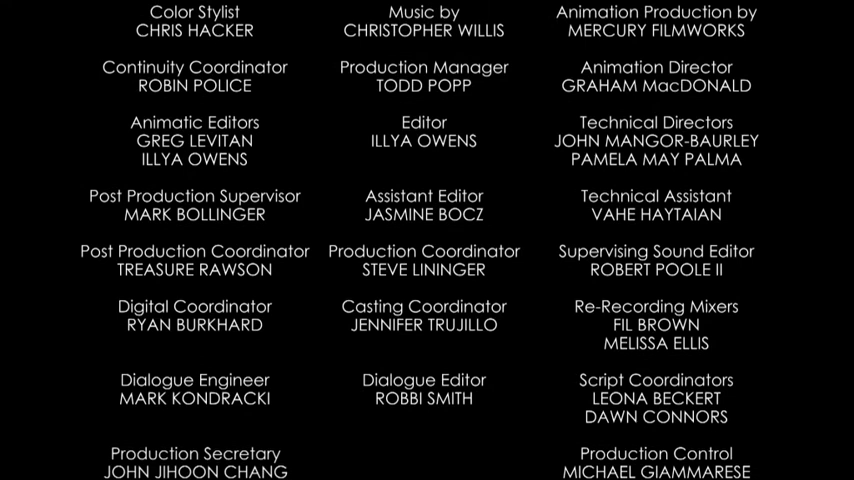 Color Stylist
CHRIS HACKER
Music by
CHRISTOPHER WILLIS
Animation Production by
MERCURY FILMWORKS
Continuity Coordinator
ROBIN POLICE
Production Manager
TODD POPP
Animation Director
GRAHAM MacDONALD
Animatic Editors
GREG LEVITAN
ILLYA OWENS
Editor
ILLYA OWENS
Technical Directors
JOHN MANGOR-BAURLEY
PAMELA MAY PALMA
Post Production Supervisor
MARK BOLLINGER
Assistant Editor
JASMINE BOCZ
Technical Assistant
VAHE HAYTAIAN
Post Production Coordinator
TREASURE RAWSON
Production Coordinator
STEVE LININGER
Supervising Sound Editor
ROBERT POOLE II
Digital Coordinator
RYAN BURKHARD
Casting Coordinator
JENNIFER TRUJILLO
Re-Recording Mixers
FIL BROWN
MELISSA ELLIS
Dialogue Engineer
MARK KONDRACKI
Dialogue Editor
ROBBI SMITH
Script Coordinators
LEONA BECKERT
DAWN CONNORS
Production Secretary
JOHN JIHOON CHANG
Production Control
MICHAEL GIAMMARESE